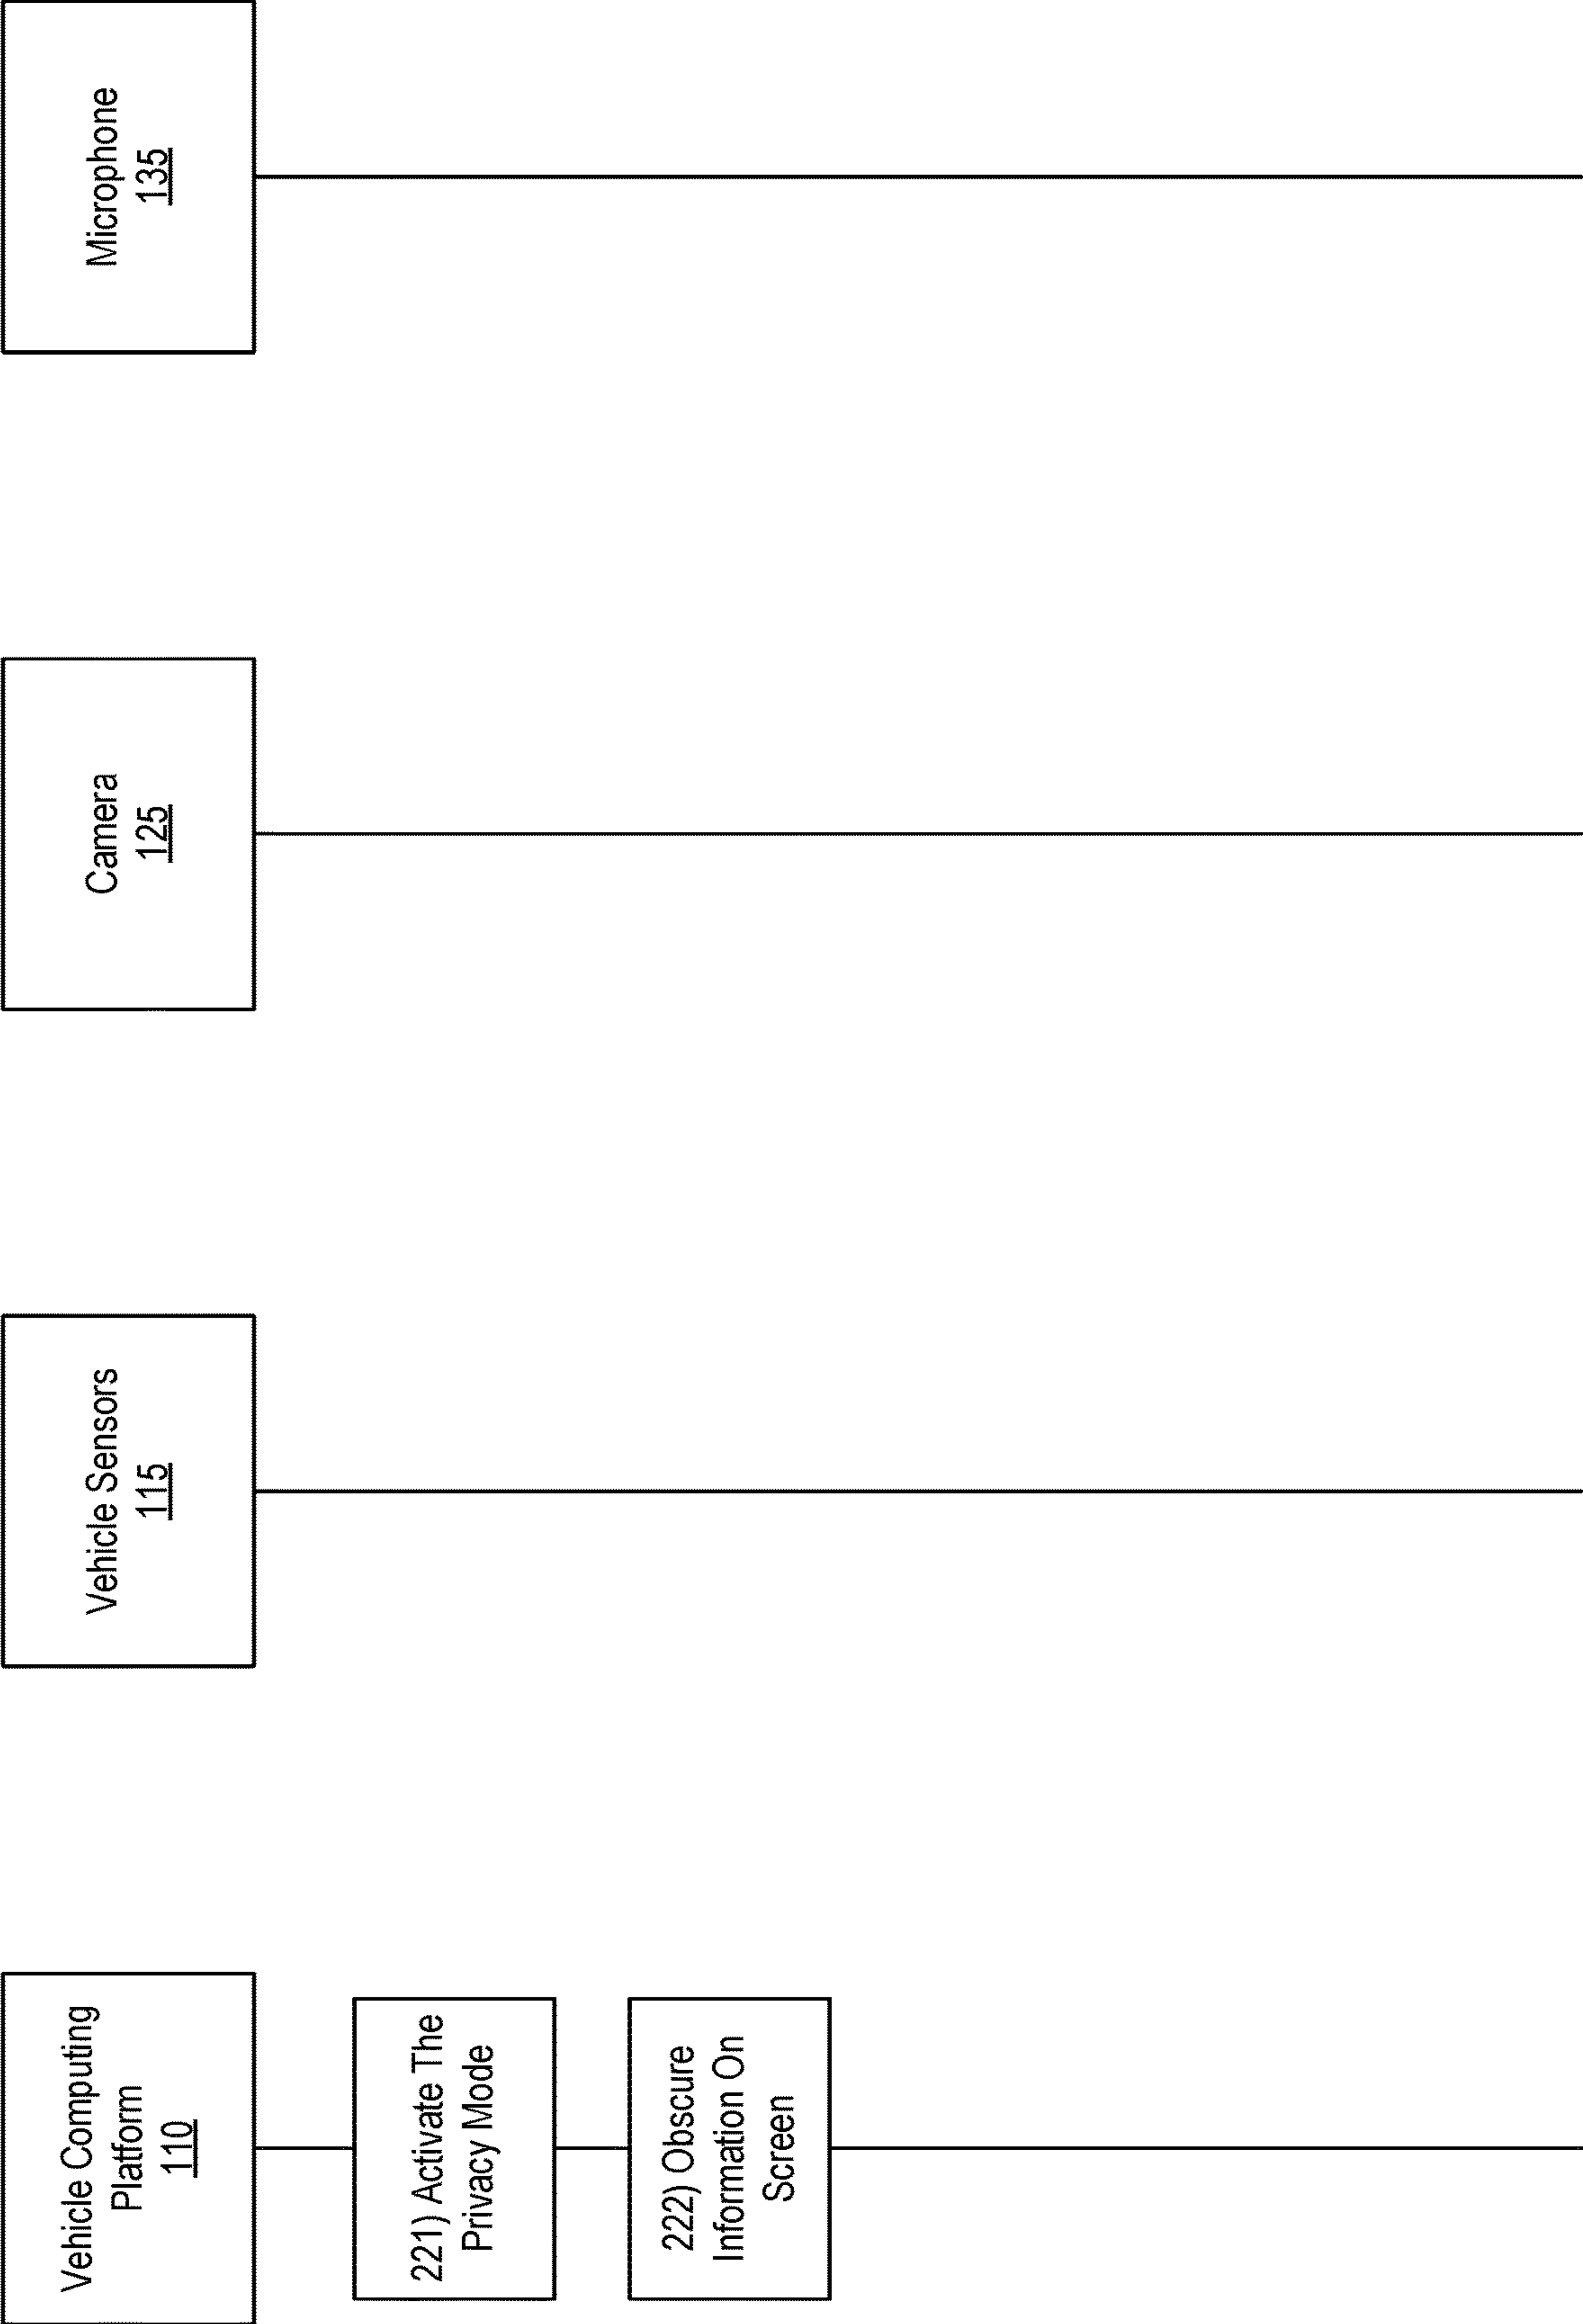 Vehicle Computing
Platform
110
Vehicle Sensors
115
Camera
125
Microphone
135
221) Activate The
Privacy Mode
222) Obscure
Information On
Screen